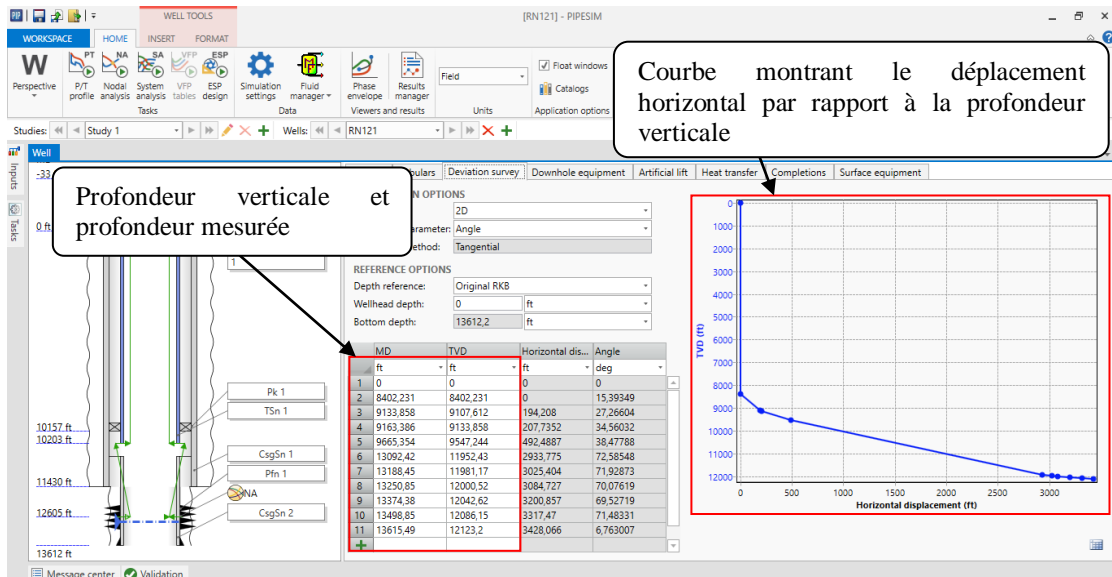 WELL TOOLS
[RN121] - PIPESIM
WORKSPACE HOME INSERT FORMAT
PT NA SA VFP ESP
Perspective P/T profile Nodal analysis System analysis VFP tables ESP design Simulation settings Fluid manager Phase envelope Results manager Field Float windows Catalogs
Tasks Data Viewers and results Units Application options
Courbe montrant le déplacement
horizontal par rapport à la profondeur
verticale
Studies: Study 1 Wells: RN121
Well
Inputs
Tasks
Profondeur verticale et
profondeur mesurée
Deviation survey Downhole equipment Artificial lift Heat transfer Completions Surface equipment
2D
Angle
Tangential
REFERENCE OPTIONS
Depth reference: Original RKB
Wellhead depth: 0 ft
Bottom depth: 13612,2 ft
MD TVD Horizontal dis... Angle
ft ft ft deg
1 0 0 0 0
2 8402,231 8402,231 0 15,39349
3 9133,858 9107,612 194,208 27,26604
4 9163,386 9133,858 207,7352 34,56032
5 9665,354 9547,244 492,4887 38,47788
6 13092,42 11952,43 2933,775 72,58548
7 13188,45 11981,17 3025,404 71,92873
8 13250,85 12000,52 3084,727 70,07619
9 13374,38 12042,62 3200,857 69,52719
10 13498,85 12086,15 3317,47 71,48331
11 13615,49 12123,2 3428,066 6,763007
0 ft
1
Pk 1
TSn 1
10157 ft
10203 ft
CsgSn 1
Pfn 1
11430 ft
NA
12605 ft
CsgSn 2
13612 ft
TVD (ft)
0
1000
2000
3000
4000
5000
6000
7000
8000
9000
10000
11000
12000
0 500 1000 1500 2000 2500 3000
Horizontal displacement (ft)
Message center Validation